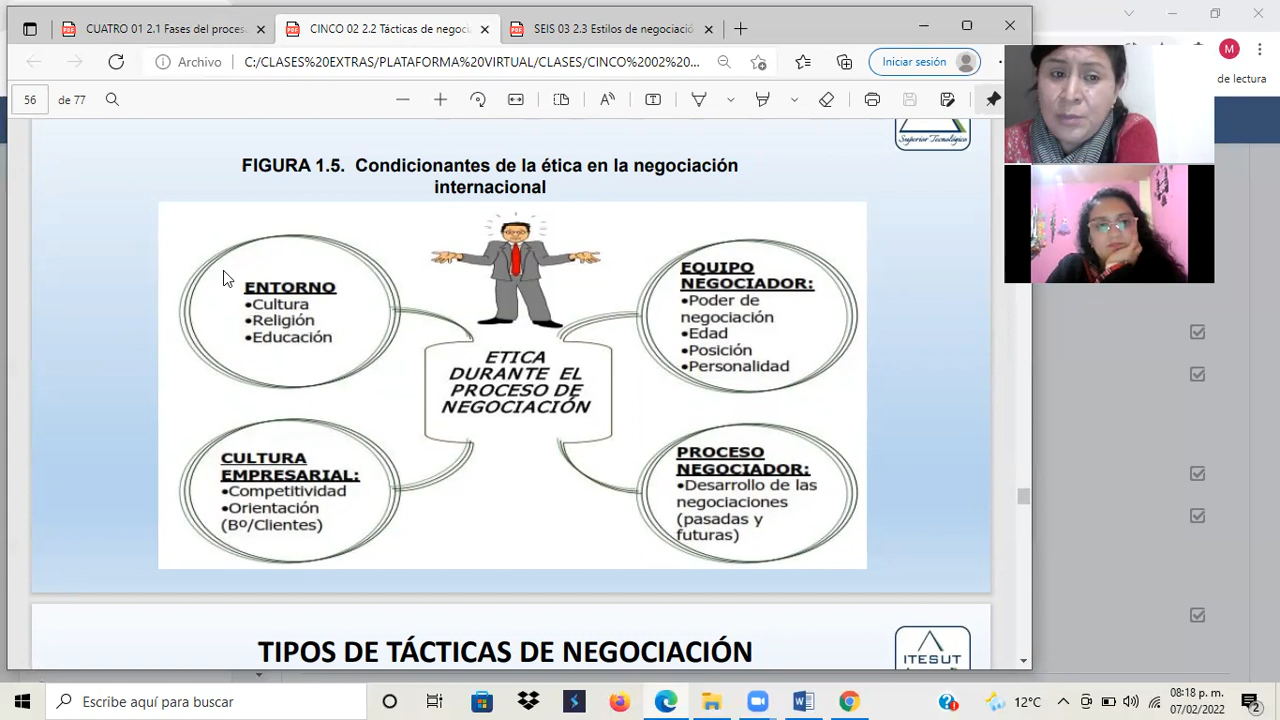 CUATRO 01 2.1 Fases del proces
CINCO 02 2.2 Tácticas de negoci
SEIS 03 2.3 Estilos de negociació
Archivo
C:/CLASES%20EXTRAS/PLATAFORMA%20VIRTUAL/CLASES/CINCO%2002%20...
Iniciar sesión
M
56 de 77
de lectura
Superior Tecnológico
FIGURA 1.5. Condicionantes de la ética en la negociación
internacional
ENTORNO
•Cultura
•Religión
•Educación
EQUIPO
NEGOCIADOR:
•Poder de
negociación
•Edad
•Posición
•Personalidad
ETICA
DURANTE EL
PROCESO DE
NEGOCIACIÓN
CULTURA
EMPRESARIAL:
•Competitividad
•Orientación
(Bº/Clientes)
PROCESO
NEGOCIADOR:
•Desarrollo de las
negociaciones
(pasadas y
futuras)
TIPOS DE TÁCTICAS DE NEGOCIACIÓN
ITESUT
Escribe aquí para buscar
12°C
08:18 p. m.
07/02/2022
2